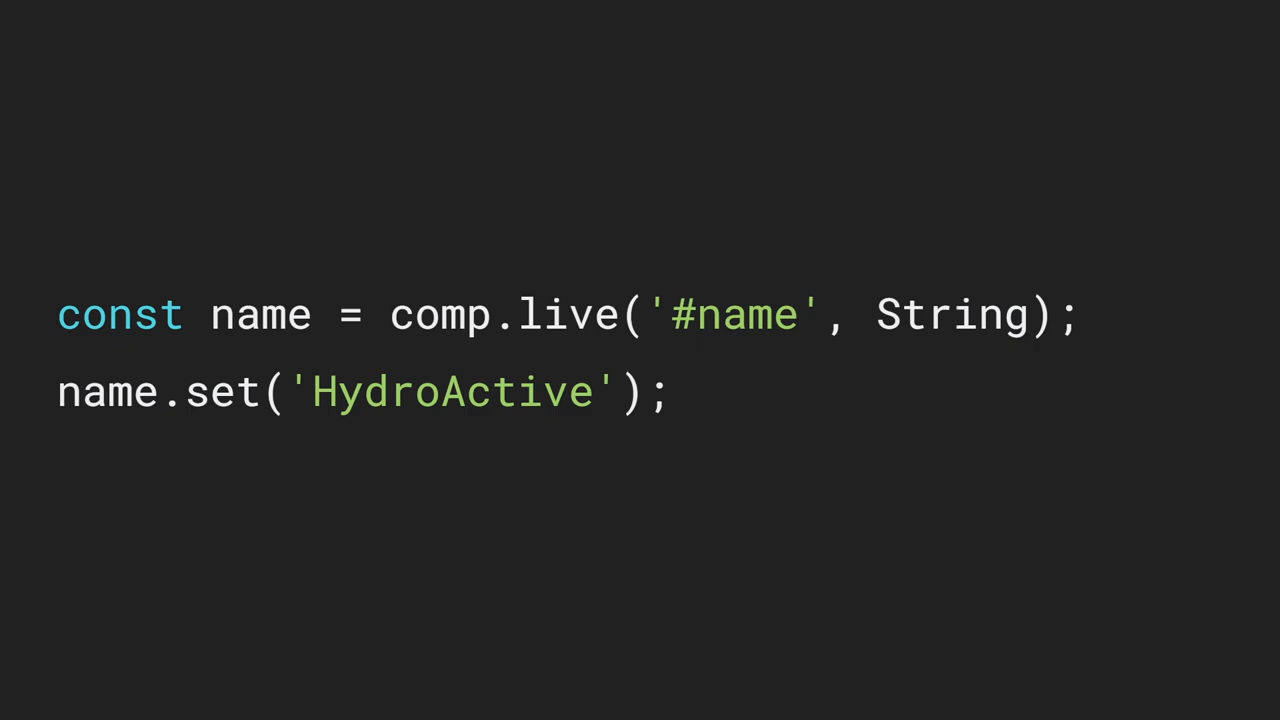 const name = comp.live('#name', String);
name.set('HydroActive');